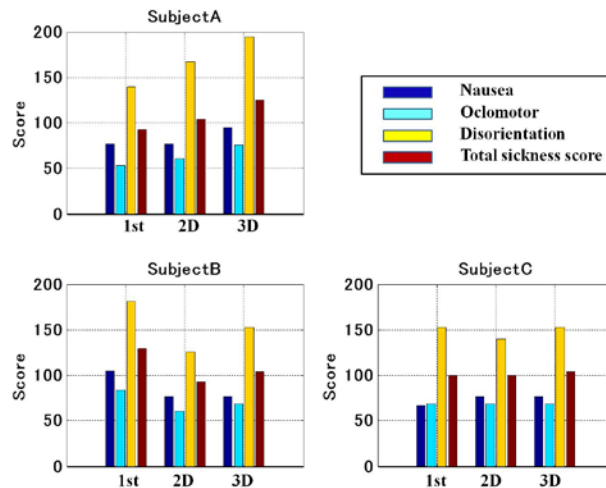 SubjectA
200
150
100
50
0
Score
1st 2D 3D
Nausea
Oclomotor
Disorientation
Total sickness score
SubjectB
200
150
100
50
0
Score
1st 2D 3D
SubjectC
200
150
100
50
0
Score
1st 2D 3D